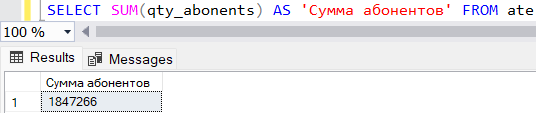 SELECT SUM(qty_abonents) AS 'Сумма абонентов' FROM ate
100 %
Results Messages
Сумма абонентов
1 1847266